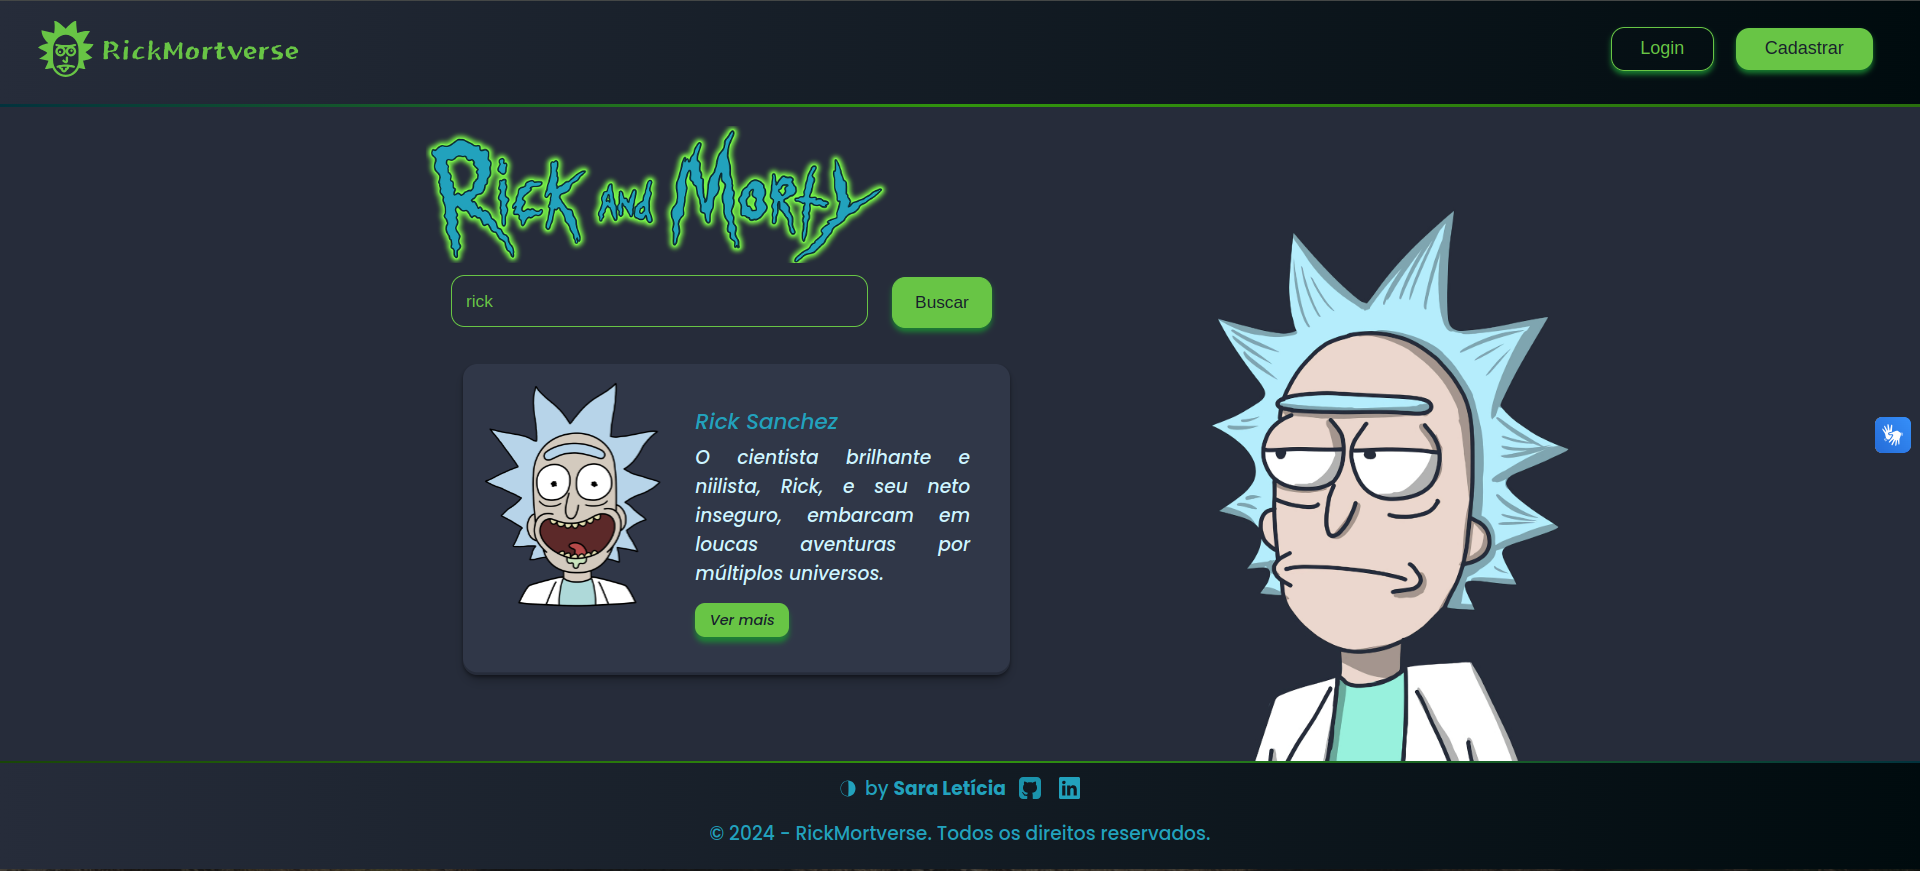 RickMortverse
Login
Cadastrar
Rick and Morty
rick
Buscar
Rick Sanchez
O cientista brilhante e
niilista, Rick, e seu neto
inseguro, embarcam em
loucas aventuras por
múltiplos universos.
Ver mais
by Sara Letícia
in
© 2024 - RickMortverse. Todos os direitos reservados.